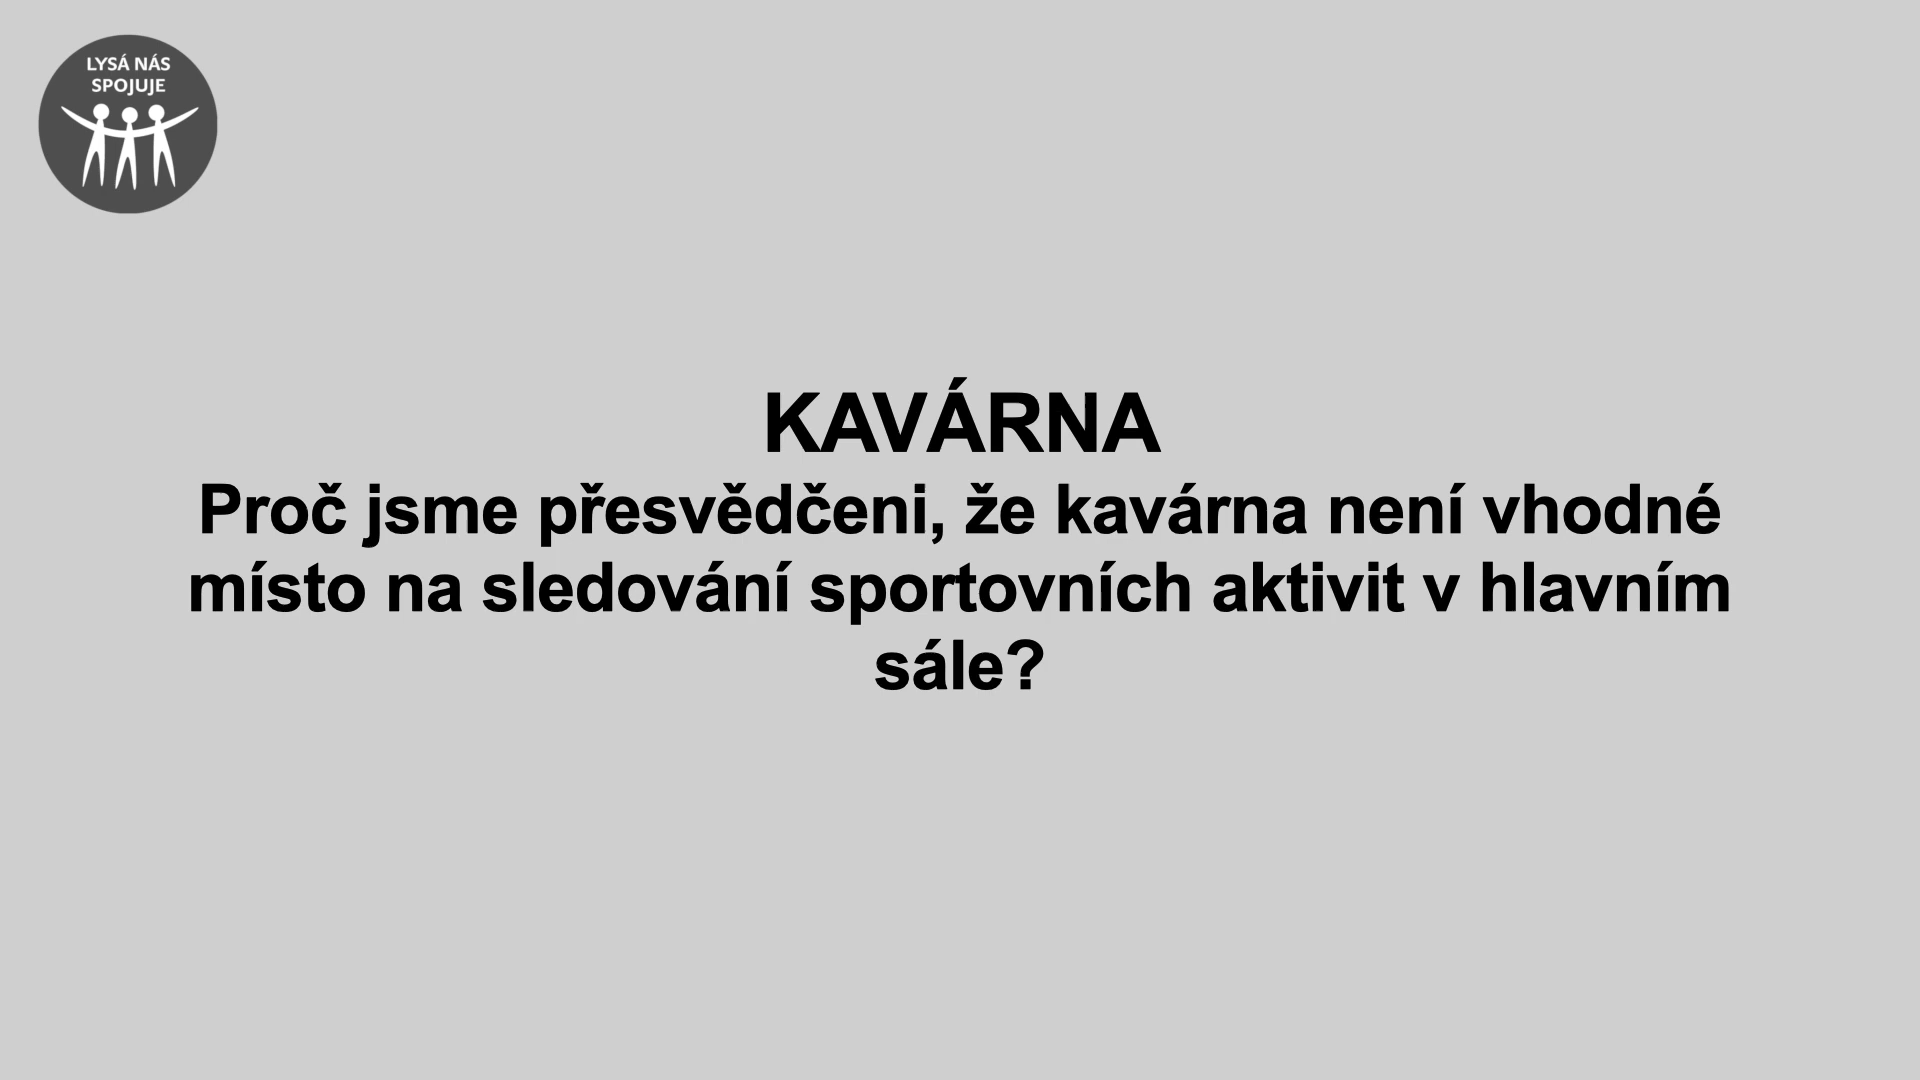 LYSÁ NÁS
SPOJUJE
KAVÁRNA
Proč jsme přesvědčeni, že kavárna není vhodné
místo na sledování sportovních aktivit v hlavním
sále?